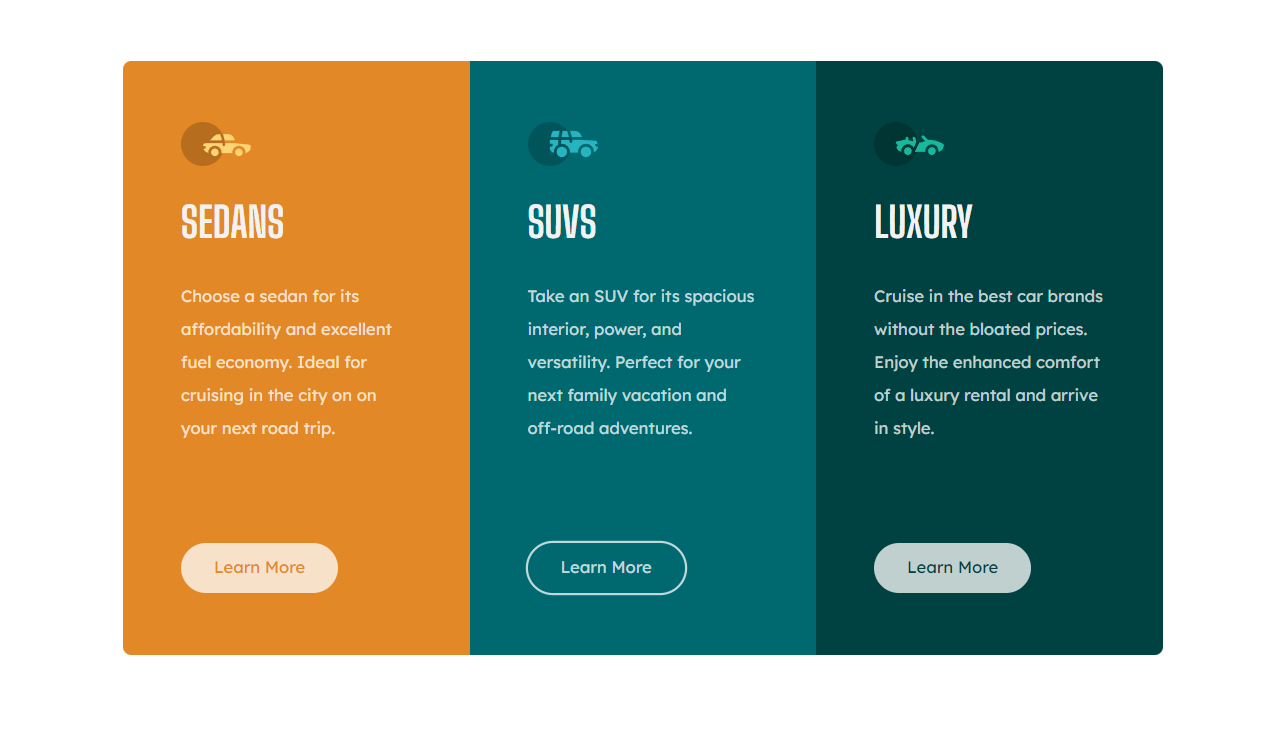 SEDANS
Choose a sedan for its
affordability and excellent
fuel economy. Ideal for
cruising in the city on on
your next road trip.
Learn More
SUVS
Take an SUV for its spacious
interior, power, and
versatility. Perfect for your
next family vacation and
off-road adventures.
Learn More
LUXURY
Cruise in the best car brands
without the bloated prices.
Enjoy the enhanced comfort
of a luxury rental and arrive
in style.
Learn More